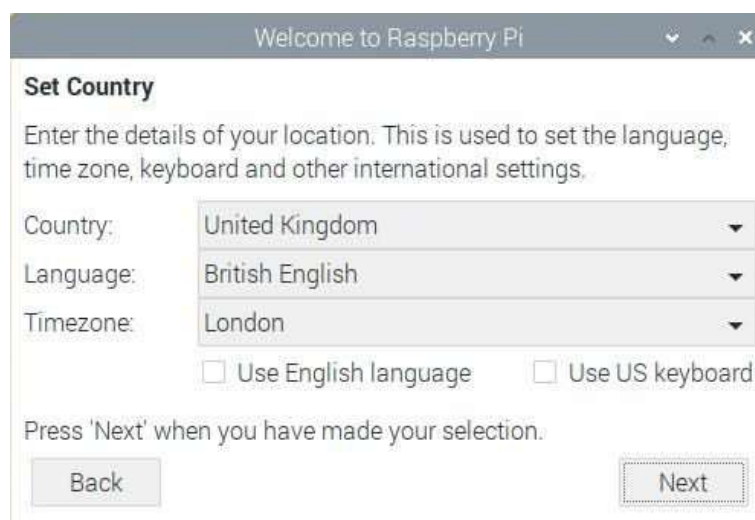 Welcome to Raspberry Pi
Set Country
Enter the details of your location. This is used to set the language,
time zone, keyboard and other international settings.
Country: United Kingdom
Language: British English
Timezone: London
Use English language Use US keyboard
Press 'Next' when you have made your selection.
Back Next